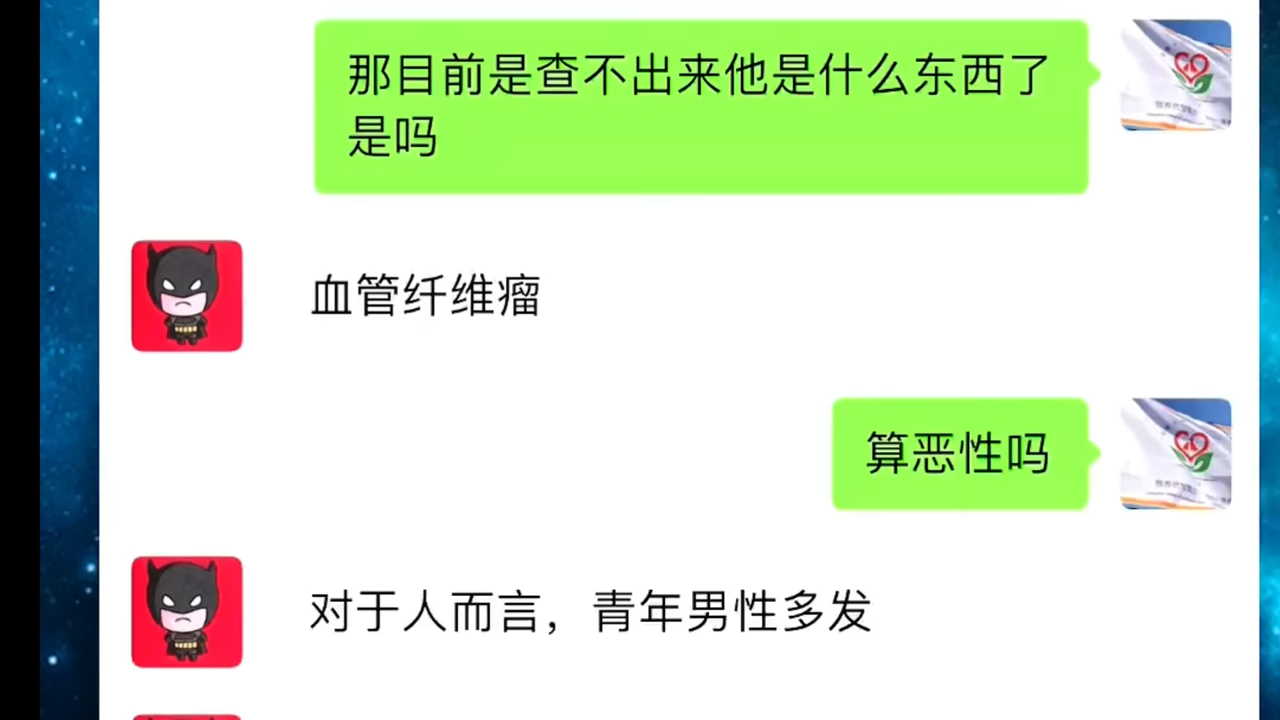 那目前是查不出来他是什么东西了
是吗
血管纤维瘤
算恶性吗
对于人而言，青年男性多发